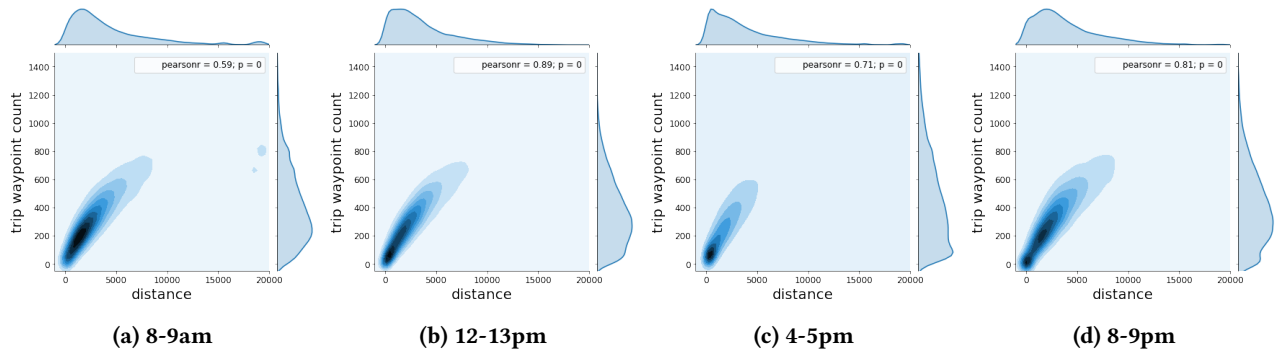 pearsonr = 0.59; p = 0
1400
1200
1000
800
600
400
200
0
trip waypoint count
0 5000 10000 15000 20000
distance
(a) 8-9am
pearsonr = 0.89; p = 0
1400
1200
1000
800
600
400
200
0
trip waypoint count
0 5000 10000 15000 20000
distance
(b) 12-13pm
pearsonr = 0.71; p = 0
1400
1200
1000
800
600
400
200
0
trip waypoint count
0 5000 10000 15000 20000
distance
(c) 4-5pm
pearsonr = 0.81; p = 0
1400
1200
1000
800
600
400
200
0
trip waypoint count
0 5000 10000 15000 20000
distance
(d) 8-9pm